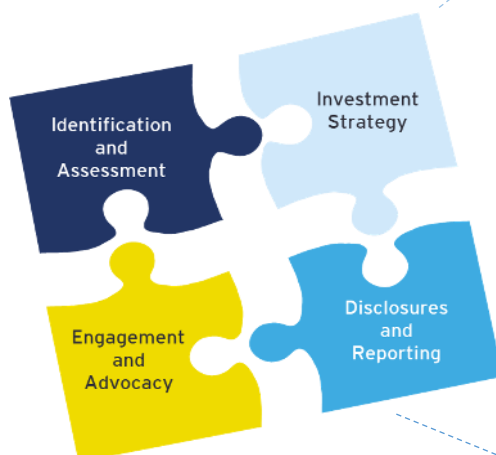 Identification
and
Assessment
Investment
Strategy
Engagement
and
Advocacy
Disclosures
and
Reporting